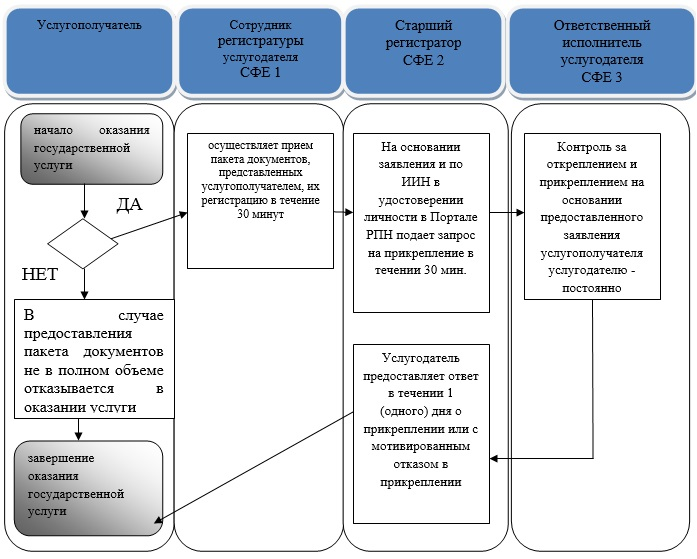 Услугополучатель
Сотрудник
регистратуры
услугодателя
СФЕ 1
Старший
регистратор
СФЕ 2
Ответственный
исполнитель
услугодателя
СФЕ 3
начало оказания
государственной
услуги
ДА
НЕТ
В случае
предоставления
пакета документов
не в полном объеме
отказывается в
оказании услуги
завершение
оказания
государственной
услуги
осуществляет прием
пакета документов,
представленных
услугополучателем, их
регистрацию в течение
30 минут
На основании
заявления и по
ИИН в
удостоверении
личности в Портале
РПН подает запрос
на прикрепление в
течении 30 мин.
Услугодатель
предоставляет ответ
в течении 1
(одного) дня о
прикреплении или с
мотивированным
отказом в
прикреплении
Контроль за
откреплением и
прикреплением на
основании
предоставленного
заявления
услугополучателя
услугодателю -
постоянно